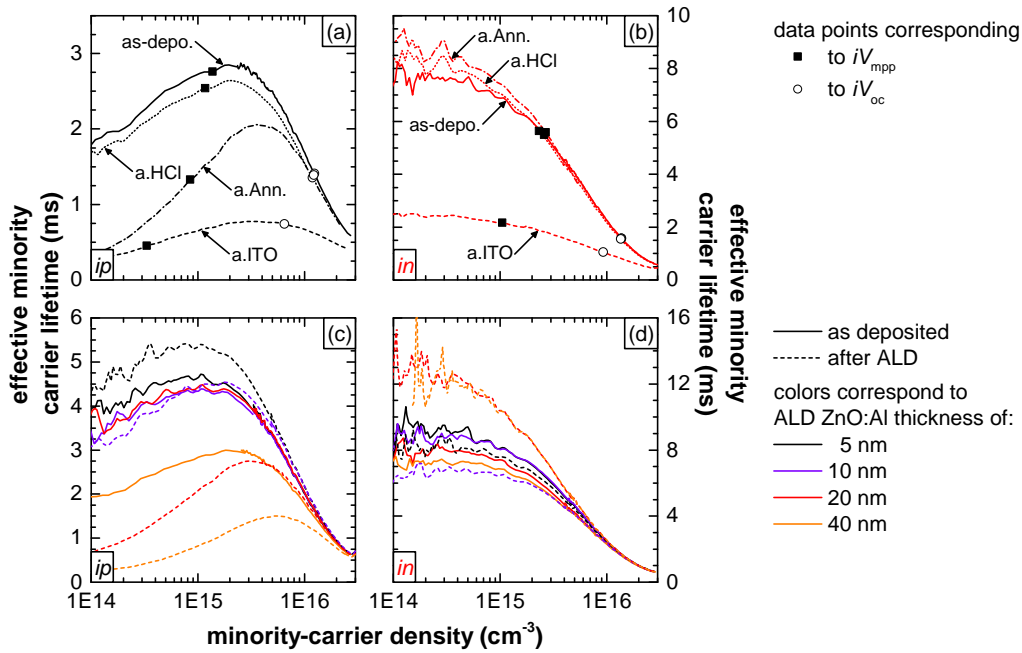 (a)
as-depo.
a.HCl
a.Ann.
a.ITO
ip
0
1
2
3
(b)
a.Ann.
a.HCl
as-depo.
a.ITO
in
0
2
4
6
8
10
data points corresponding
to iVmpp
to iVoc
effective minority
carrier lifetime (ms)
effective minority
carrier lifetime (ms)
(c)
ip
0
1
2
3
4
5
6
1E14
1E15
1E16
(d)
in
0
4
8
12
16
1E14
1E15
1E16
minority-carrier density (cm-3)
as deposited
after ALD
colors correspond to
ALD ZnO:Al thickness of:
5 nm
10 nm
20 nm
40 nm